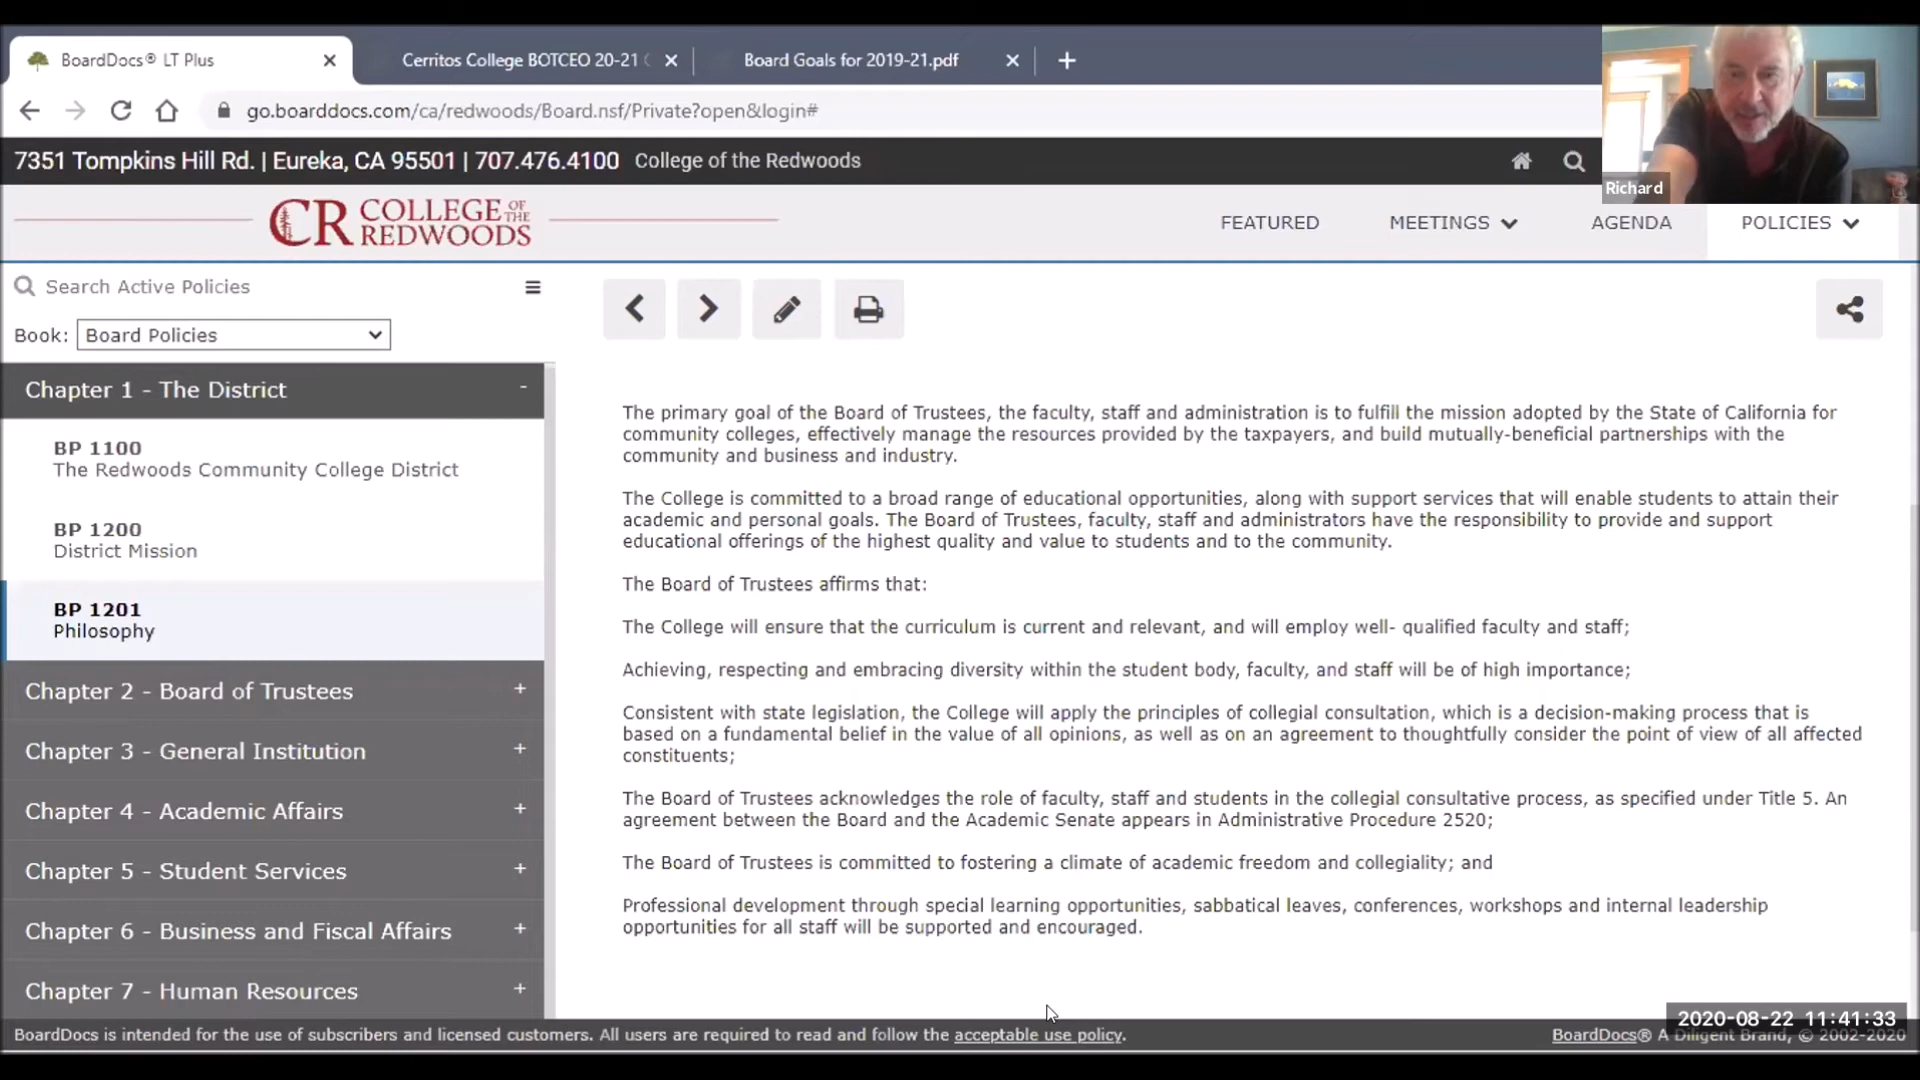 BoardDocs® LT Plus
Cerritos College BOTCEO 20-21
Board Goals for 2019-21.pdf
go.boarddocs.com/ca/redwoods/Board.nsf/Private?open&login#
7351 Tompkins Hill Rd. | Eureka, CA 95501 | 707.476.4100 College of the Redwoods
Richard
CR COLLEGE OF THE REDWOODS
FEATURED MEETINGS AGENDA POLICIES
Search Active Policies
Book: Board Policies
Chapter 1 - The District -
BP 1100
The Redwoods Community College District
BP 1200
District Mission
BP 1201
Philosophy
Chapter 2 - Board of Trustees +
Chapter 3 - General Institution +
Chapter 4 - Academic Affairs +
Chapter 5 - Student Services +
Chapter 6 - Business and Fiscal Affairs +
Chapter 7 - Human Resources +
The primary goal of the Board of Trustees, the faculty, staff and administration is to fulfill the mission adopted by the State of California for
community colleges, effectively manage the resources provided by the taxpayers, and build mutually-beneficial partnerships with the
community and business and industry.
The College is committed to a broad range of educational opportunities, along with support services that will enable students to attain their
academic and personal goals. The Board of Trustees, faculty, staff and administrators have the responsibility to provide and support
educational offerings of the highest quality and value to students and to the community.
The Board of Trustees affirms that:
The College will ensure that the curriculum is current and relevant, and will employ well- qualified faculty and staff;
Achieving, respecting and embracing diversity within the student body, faculty, and staff will be of high importance;
Consistent with state legislation, the College will apply the principles of collegial consultation, which is a decision-making process that is
based on a fundamental belief in the value of all opinions, as well as on an agreement to thoughtfully consider the point of view of all affected
constituents;
The Board of Trustees acknowledges the role of faculty, staff and students in the collegial consultative process, as specified under Title 5. An
agreement between the Board and the Academic Senate appears in Administrative Procedure 2520;
The Board of Trustees is committed to fostering a climate of academic freedom and collegiality; and
Professional development through special learning opportunities, sabbatical leaves, conferences, workshops and internal leadership
opportunities for all staff will be supported and encouraged.
2020-08-22 11:41:33
BoardDocs is intended for the use of subscribers and licensed customers. All users are required to read and follow the acceptable use policy.
BoardDocs® A Diligent Brand, © 2002-2020